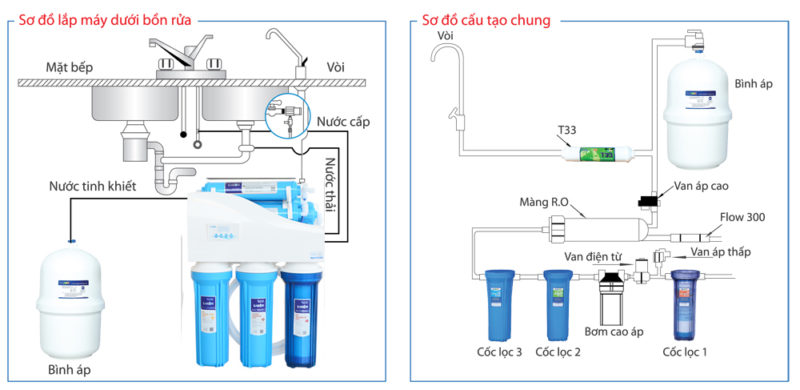 Sơ đồ lắp máy dưới bồn rửa
Mặt bếp
Vòi
Nước cấp
Nước thải
Nước tinh khiết
Bình áp
Sơ đồ cấu tạo chung
Vòi
Bình áp
T33
Van áp cao
Màng R.O
Flow 300
Van điện từ
Van áp thấp
Bơm cao áp
Cốc lọc 3
Cốc lọc 2
Cốc lọc 1